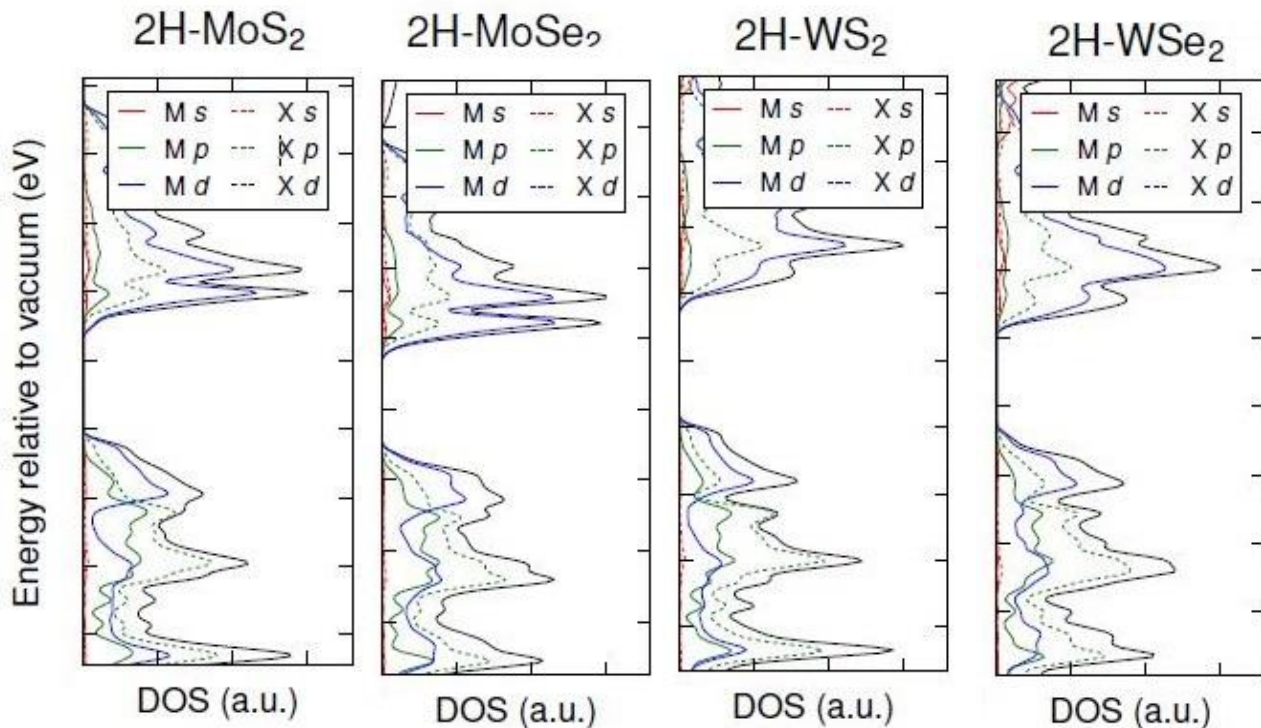 2H-MoS₂
2H-MoSe₂
2H-WS₂
2H-WSe₂
Energy relative to vacuum (eV)
M s X s
M p X p
M d X d
M s X s
M p X p
M d X d
M s X s
M p X p
M d X d
M s X s
M p X p
M d X d
DOS (a.u.)
DOS (a.u.)
DOS (a.u.)
DOS (a.u.)